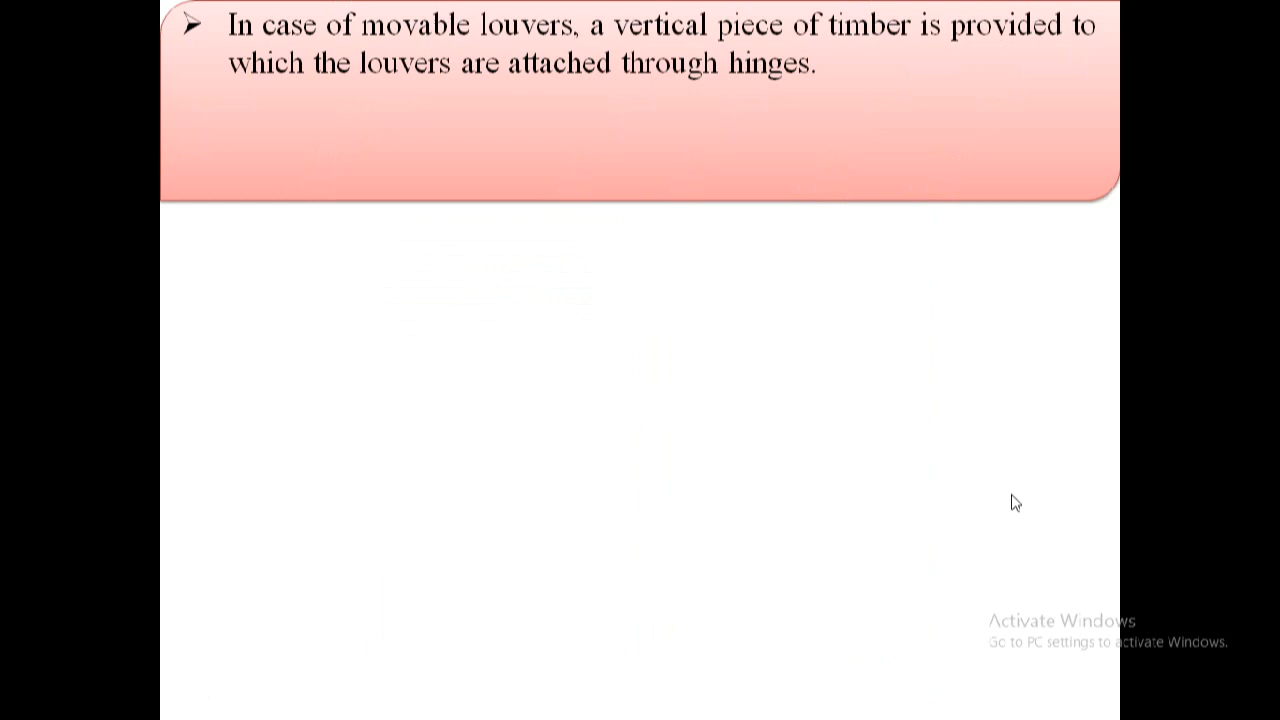 In case of movable louvers, a vertical piece of timber is provided to
which the louvers are attached through hinges.
Activate Windows
Go to PC settings to activate Windows.